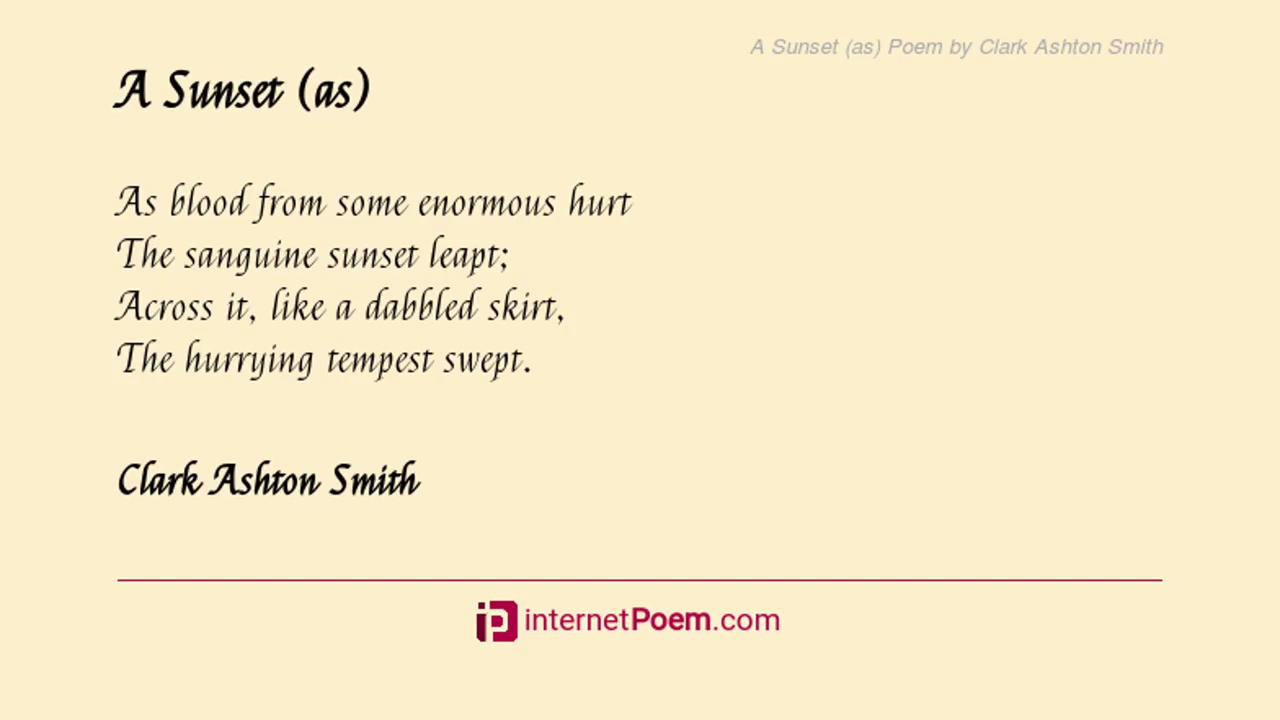 A Sunset (as) Poem by Clark Ashton Smith
A Sunset (as)
As blood from some enormous hurt
The sanguine sunset leapt;
Across it, like a dabbled skirt,
The hurrying tempest swept.
Clark Ashton Smith
internetPoem.com